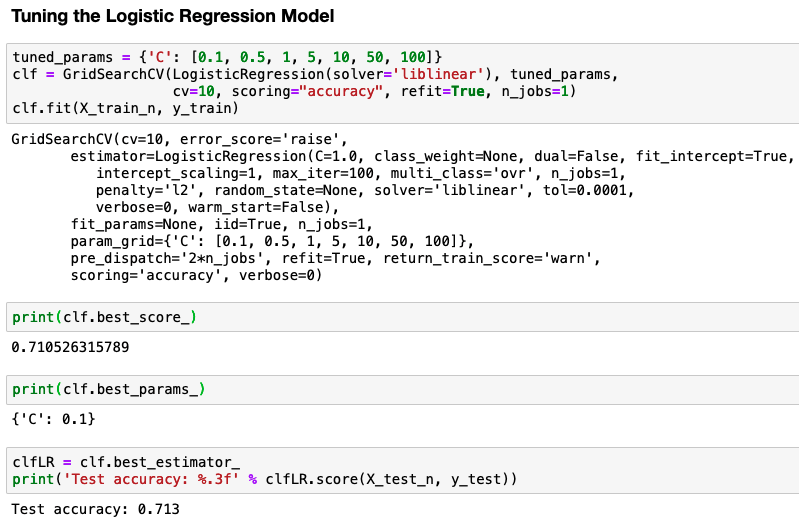 Tuning the Logistic Regression Model
tuned_params = {'C': [0.1, 0.5, 1, 5, 10, 50, 100]}
clf = GridSearchCV(LogisticRegression(solver='liblinear'), tuned_params,
                   cv=10, scoring="accuracy", refit=True, n_jobs=1)
clf.fit(X_train_n, y_train)
GridSearchCV(cv=10, error_score='raise',
       estimator=LogisticRegression(C=1.0, class_weight=None, dual=False, fit_intercept=True,
          intercept_scaling=1, max_iter=100, multi_class='ovr', n_jobs=1,
          penalty='l2', random_state=None, solver='liblinear', tol=0.0001,
          verbose=0, warm_start=False),
       fit_params=None, iid=True, n_jobs=1,
       param_grid={'C': [0.1, 0.5, 1, 5, 10, 50, 100]},
       pre_dispatch='2*n_jobs', refit=True, return_train_score='warn',
       scoring='accuracy', verbose=0)
print(clf.best_score_)
0.710526315789
print(clf.best_params_)
{'C': 0.1}
clfLR = clf.best_estimator_
print('Test accuracy: %.3f' % clfLR.score(X_test_n, y_test))
Test accuracy: 0.713